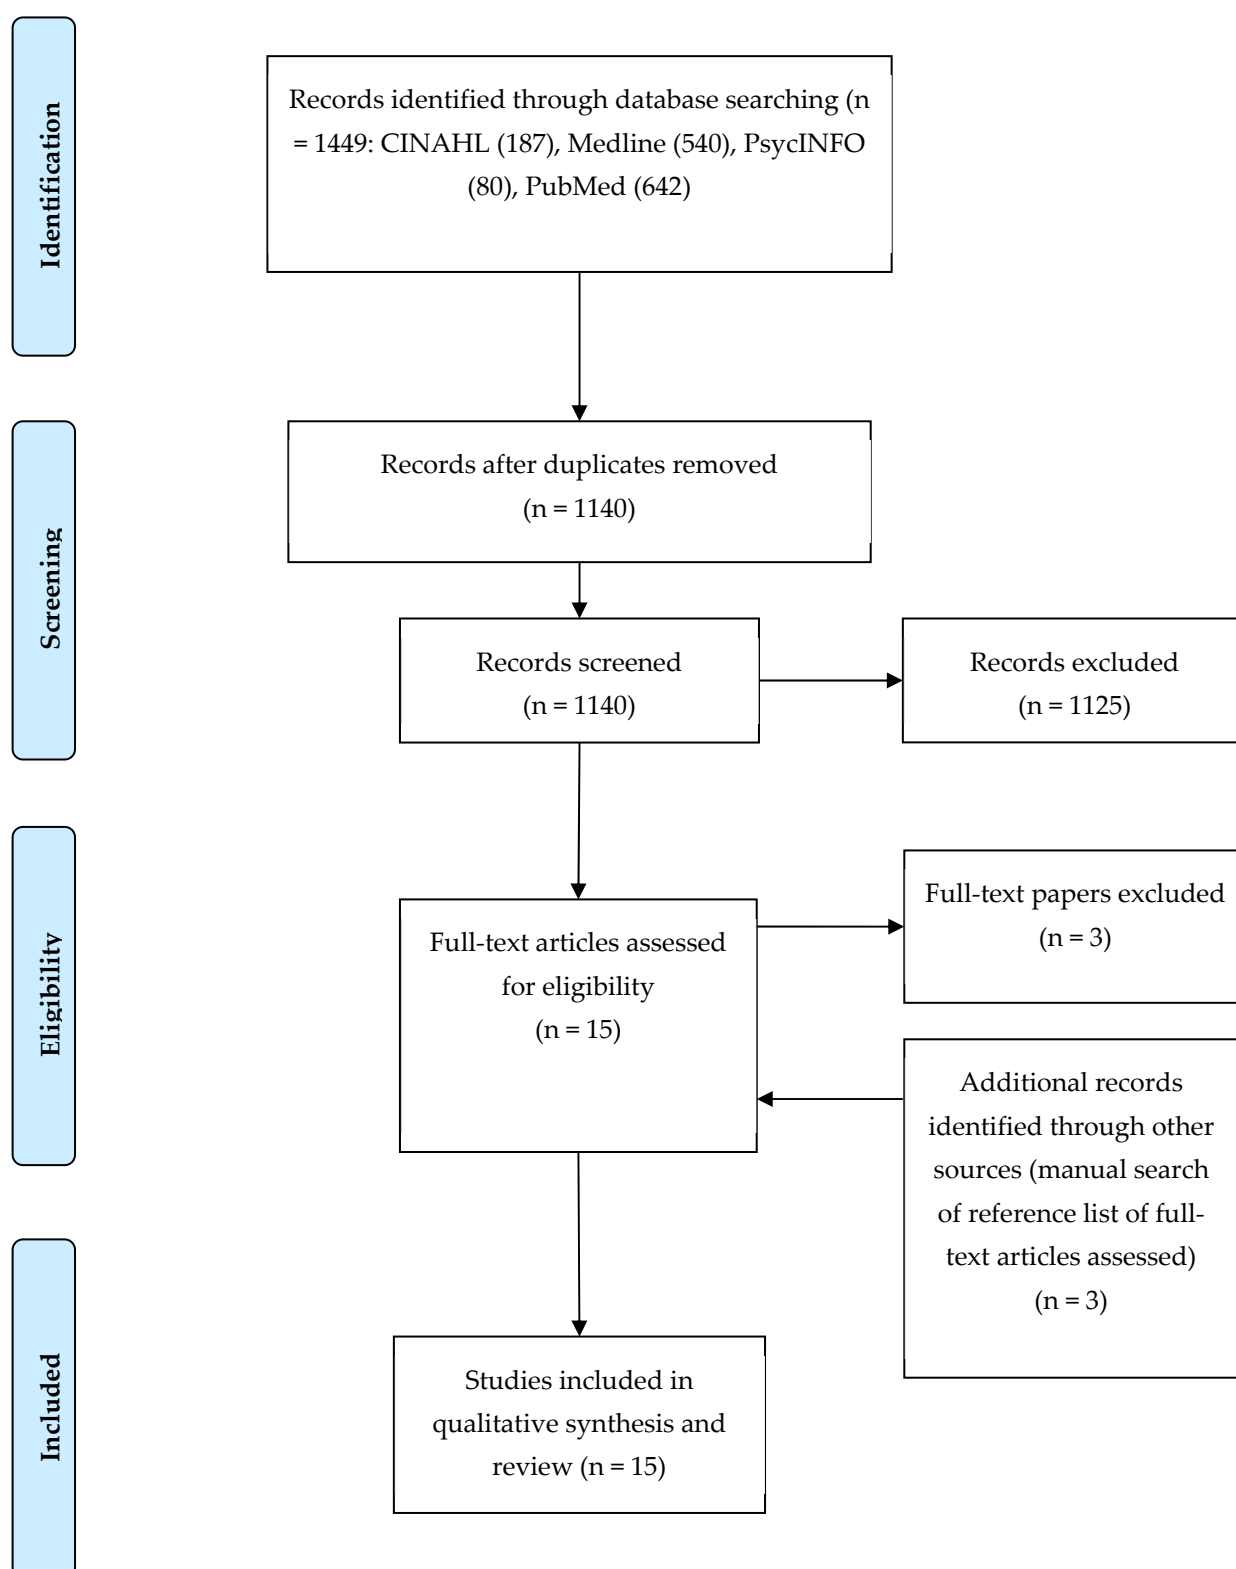 Identification
Records identified through database searching (n
= 1449: CINAHL (187), Medline (540), PsycINFO
(80), PubMed (642)
Screening
Records after duplicates removed
(n = 1140)
Records screened
(n = 1140)
Records excluded
(n = 1125)
Eligibility
Full-text articles assessed
for eligibility
(n = 15)
Full-text papers excluded
(n = 3)
Additional records
identified through other
sources (manual search
of reference list of full-
text articles assessed)
(n = 3)
Included
Studies included in
qualitative synthesis and
review (n = 15)